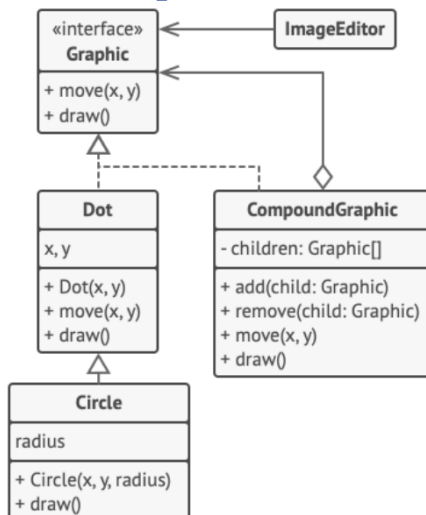 «interface»
Graphic
+ move(x, y)
+ draw()
ImageEditor
Dot
x, y
+ Dot(x, y)
+ move(x, y)
+ draw()
CompoundGraphic
- children: Graphic[]
+ add(child: Graphic)
+ remove(child: Graphic)
+ move(x, y)
+ draw()
Circle
radius
+ Circle(x, y, radius)
+ draw()